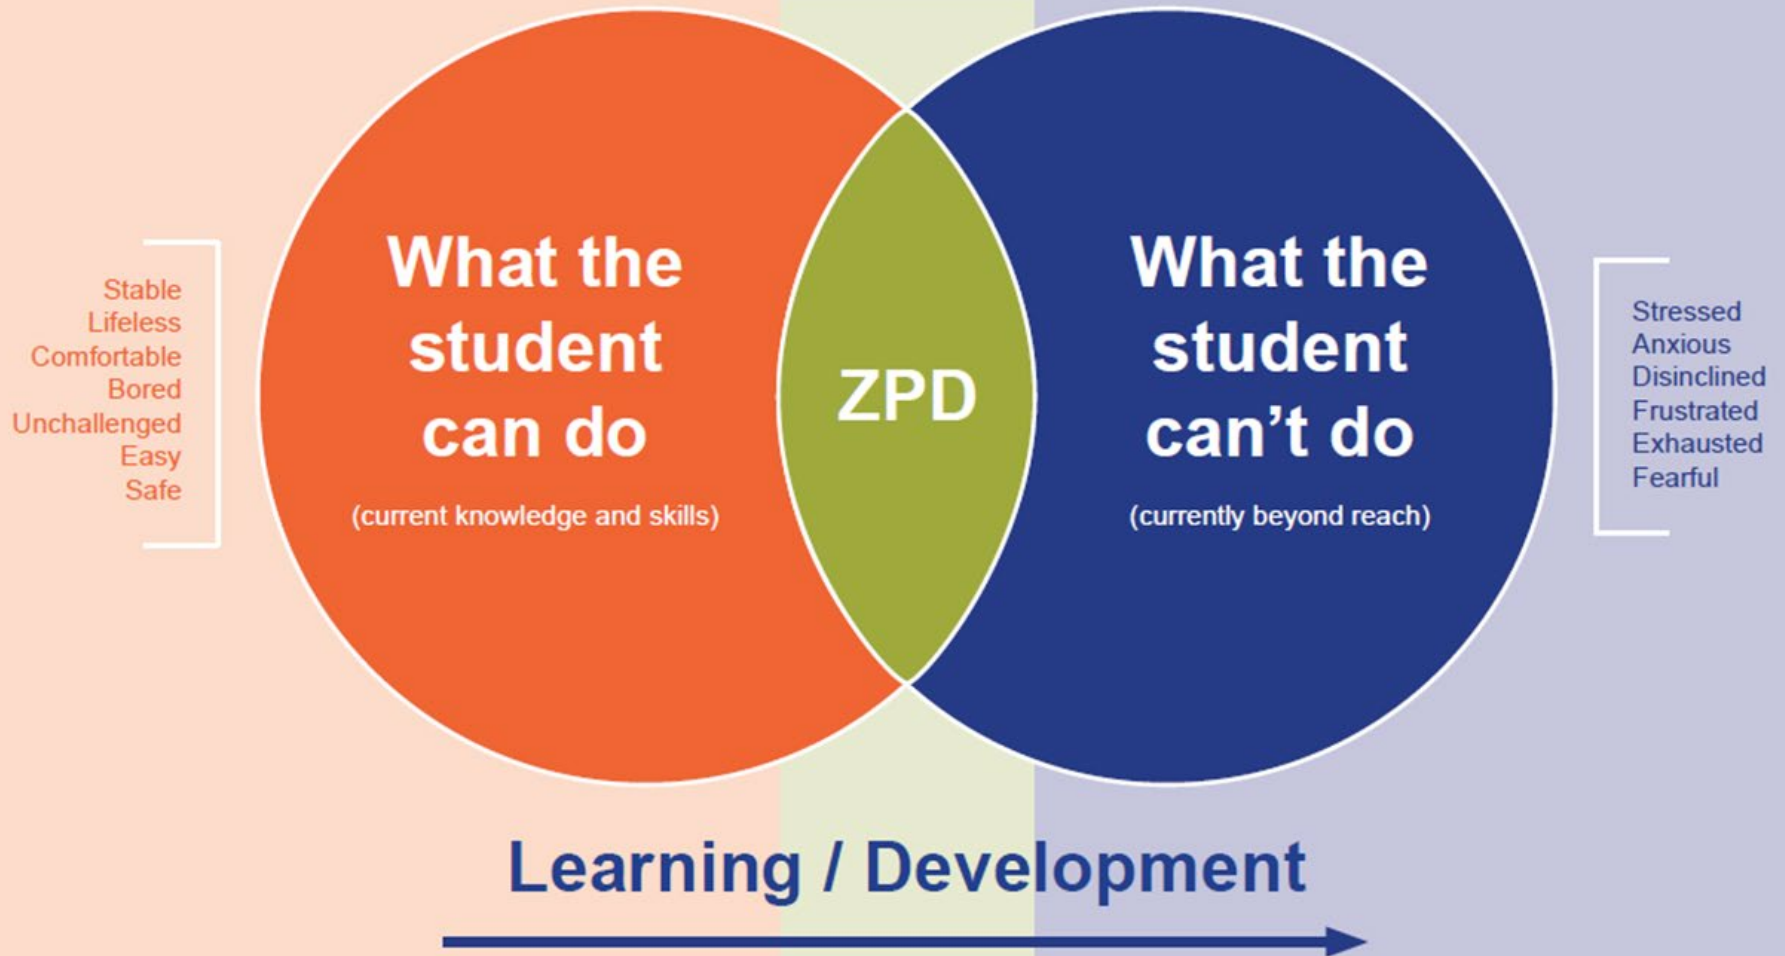 Stable
Lifeless
Comfortable
Bored
Unchallenged
Easy
Safe
What the
student
can do
(current knowledge and skills)
ZPD
What the
student
can’t do
(currently beyond reach)
Stressed
Anxious
Disinclined
Frustrated
Exhausted
Fearful
Learning / Development